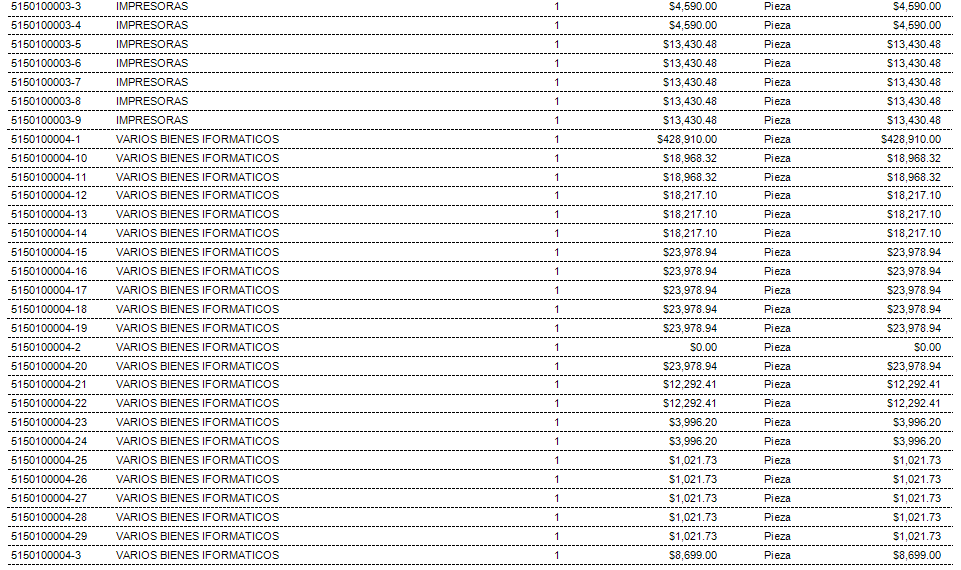 5150100003-3 IMPRESORAS 1 $4,590.00 Pieza $4,590.00
5150100003-4 IMPRESORAS 1 $4,590.00 Pieza $4,590.00
5150100003-5 IMPRESORAS 1 $13,430.48 Pieza $13,430.48
5150100003-6 IMPRESORAS 1 $13,430.48 Pieza $13,430.48
5150100003-7 IMPRESORAS 1 $13,430.48 Pieza $13,430.48
5150100003-8 IMPRESORAS 1 $13,430.48 Pieza $13,430.48
5150100003-9 IMPRESORAS 1 $13,430.48 Pieza $13,430.48
5150100004-1 VARIOS BIENES IFORMATICOS 1 $428,910.00 Pieza $428,910.00
5150100004-10 VARIOS BIENES IFORMATICOS 1 $18,968.32 Pieza $18,968.32
5150100004-11 VARIOS BIENES IFORMATICOS 1 $18,968.32 Pieza $18,968.32
5150100004-12 VARIOS BIENES IFORMATICOS 1 $18,217.10 Pieza $18,217.10
5150100004-13 VARIOS BIENES IFORMATICOS 1 $18,217.10 Pieza $18,217.10
5150100004-14 VARIOS BIENES IFORMATICOS 1 $18,217.10 Pieza $18,217.10
5150100004-15 VARIOS BIENES IFORMATICOS 1 $23,978.94 Pieza $23,978.94
5150100004-16 VARIOS BIENES IFORMATICOS 1 $23,978.94 Pieza $23,978.94
5150100004-17 VARIOS BIENES IFORMATICOS 1 $23,978.94 Pieza $23,978.94
5150100004-18 VARIOS BIENES IFORMATICOS 1 $23,978.94 Pieza $23,978.94
5150100004-19 VARIOS BIENES IFORMATICOS 1 $23,978.94 Pieza $23,978.94
5150100004-2 VARIOS BIENES IFORMATICOS 1 $0.00 Pieza $0.00
5150100004-20 VARIOS BIENES IFORMATICOS 1 $23,978.94 Pieza $23,978.94
5150100004-21 VARIOS BIENES IFORMATICOS 1 $12,292.41 Pieza $12,292.41
5150100004-22 VARIOS BIENES IFORMATICOS 1 $12,292.41 Pieza $12,292.41
5150100004-23 VARIOS BIENES IFORMATICOS 1 $3,996.20 Pieza $3,996.20
5150100004-24 VARIOS BIENES IFORMATICOS 1 $3,996.20 Pieza $3,996.20
5150100004-25 VARIOS BIENES IFORMATICOS 1 $1,021.73 Pieza $1,021.73
5150100004-26 VARIOS BIENES IFORMATICOS 1 $1,021.73 Pieza $1,021.73
5150100004-27 VARIOS BIENES IFORMATICOS 1 $1,021.73 Pieza $1,021.73
5150100004-28 VARIOS BIENES IFORMATICOS 1 $1,021.73 Pieza $1,021.73
5150100004-29 VARIOS BIENES IFORMATICOS 1 $1,021.73 Pieza $1,021.73
5150100004-3 VARIOS BIENES IFORMATICOS 1 $8,699.00 Pieza $8,699.00